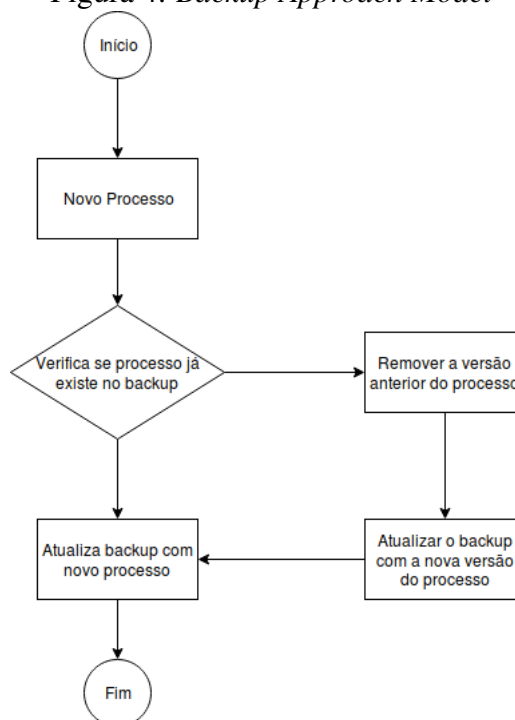 Figura 4: Backup Approach Model
Início
Novo Processo
Verifica se processo já
existe no backup
Remover a versão
anterior do processo
Atualiza backup com
novo processo
Atualizar o backup
com a nova versão
do processo
Fim